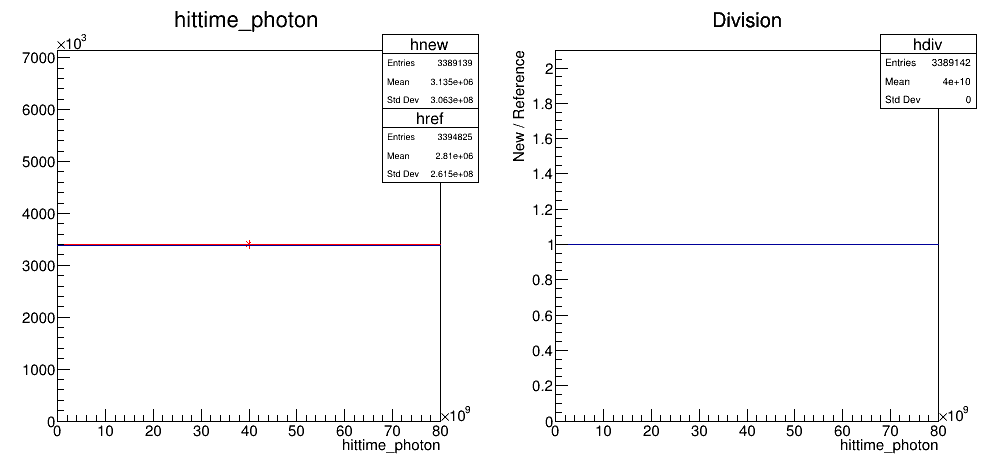 hittime_photon
×10³
7000
6000
5000
4000
3000
2000
1000
0
0 10 20 30 40 50 60 70 80
×10⁹
hittime_photon
hnew
Entries 3389139
Mean 3.135e+06
Std Dev 3.063e+08
href
Entries 3394825
Mean 2.81e+06
Std Dev 2.615e+08
Division
New / Reference
2
1.8
1.6
1.4
1.2
1
0.8
0.6
0.4
0.2
0
0 10 20 30 40 50 60 70 80
×10⁹
hittime_photon
hdiv
Entries 3389142
Mean 4e+10
Std Dev 0